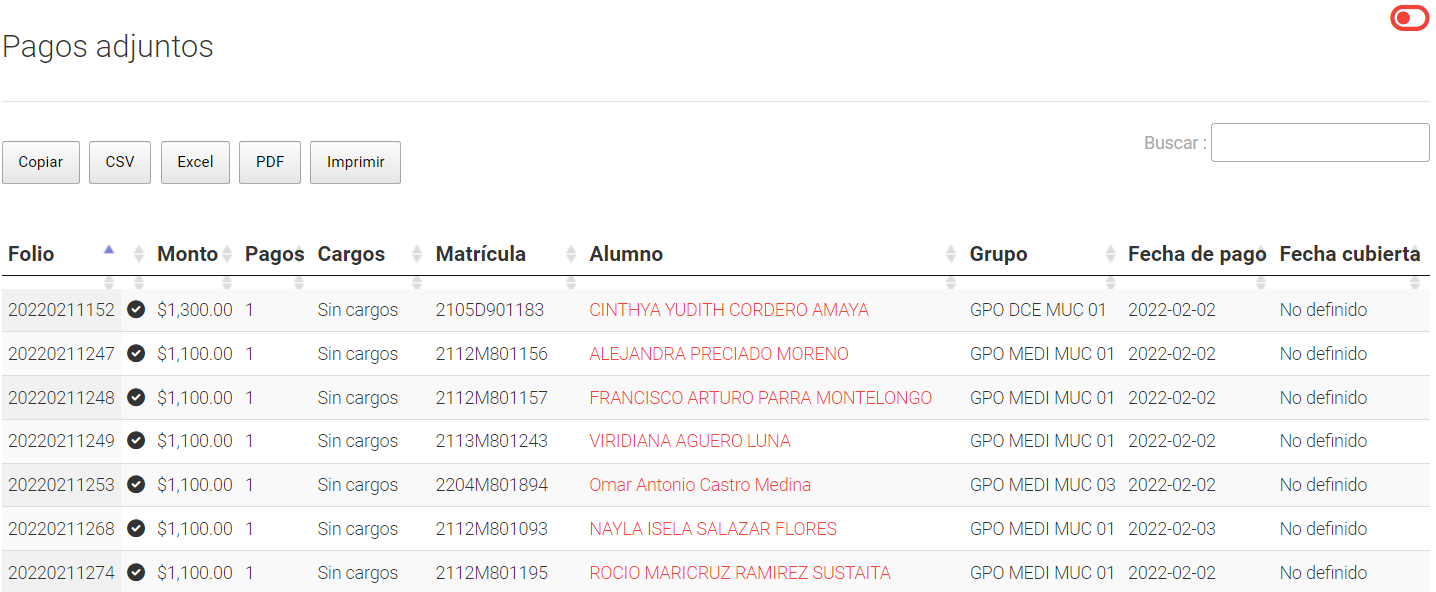 Pagos adjuntos
Copiar CSV Excel PDF Imprimir Buscar :
Folio Monto Pagos Cargos Matrícula Alumno Grupo Fecha de pago Fecha cubierta
20220211152 $1,300.00 1 Sin cargos 2105D901183 CINTHYA YUDITH CORDERO AMAYA GPO DCE MUC 01 2022-02-02 No definido
20220211247 $1,100.00 1 Sin cargos 2112M801156 ALEJANDRA PRECIADO MORENO GPO MEDI MUC 01 2022-02-02 No definido
20220211248 $1,100.00 1 Sin cargos 2112M801157 FRANCISCO ARTURO PARRA MONTELONGO GPO MEDI MUC 01 2022-02-02 No definido
20220211249 $1,100.00 1 Sin cargos 2113M801243 VIRIDIANA AGUERO LUNA GPO MEDI MUC 01 2022-02-02 No definido
20220211253 $1,100.00 1 Sin cargos 2204M801894 Omar Antonio Castro Medina GPO MEDI MUC 03 2022-02-02 No definido
20220211268 $1,100.00 1 Sin cargos 2112M801093 NAYLA ISELA SALAZAR FLORES GPO MEDI MUC 01 2022-02-03 No definido
20220211274 $1,100.00 1 Sin cargos 2112M801195 ROCIO MARICRUZ RAMIREZ SUSTAITA GPO MEDI MUC 01 2022-02-02 No definido